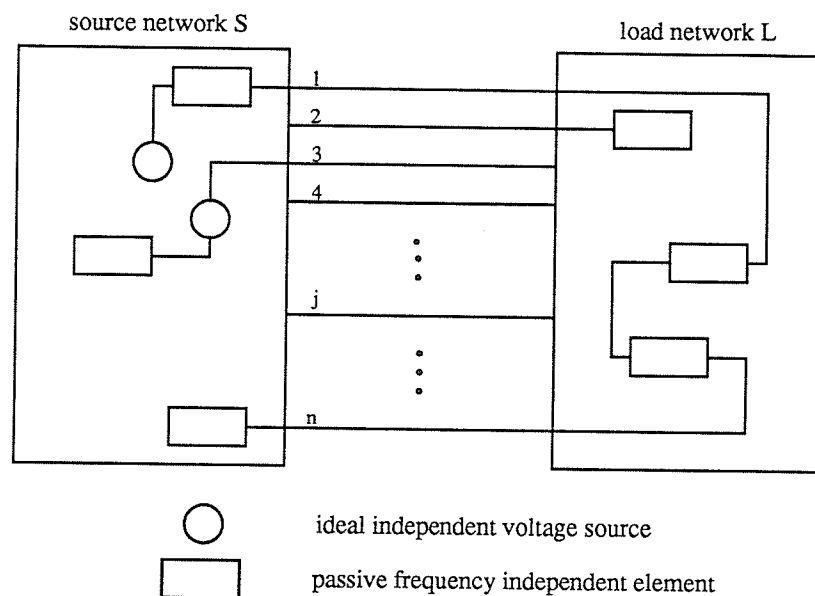 source network S
load network L
1
2
3
4
j
n
ideal independent voltage source
passive frequency independent element